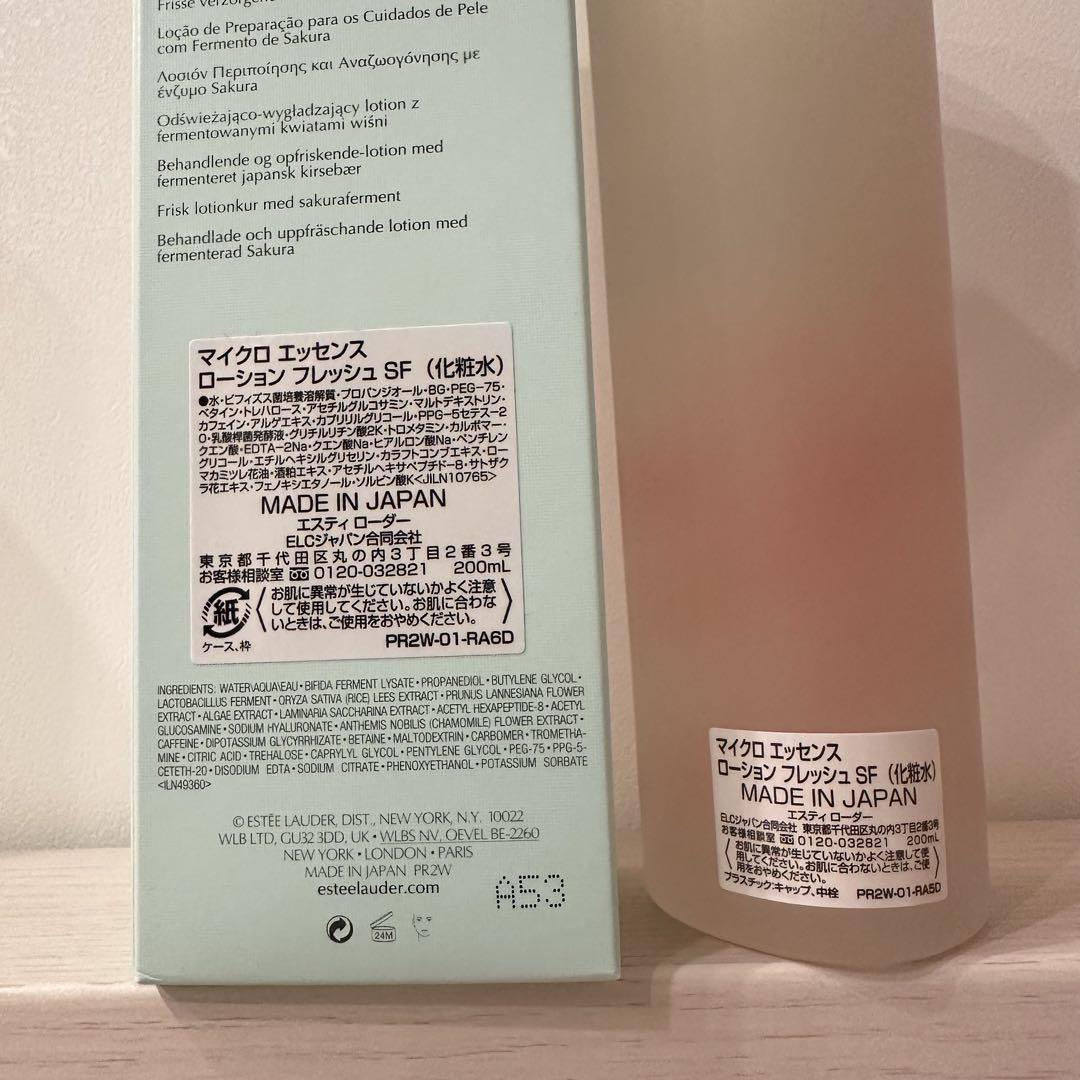 Frisse verzorgende
Loção de Preparação para os Cuidados de Pele
com Fermento de Sakura
Λοσιόν Περιποίησης και Αναζωογόνησης με
ένζυμο Sakura
Odświeżająco-wygładzający lotion z
fermentowanymi kwiatami wiśni
Behandlende og opfriskende-lotion med
fermenteret japansk kirsebær
Frisk lotionkur med sakuraferment
Behandlade och uppfräschande lotion med
fermenterad Sakura
マイクロ エッセンス
ローション フレッシュ SF （化粧水）
●水・ビフィズス菌培養溶解質・プロパンジオール・BG・PEG-75・
ベタイン・トレハロース・アセチルグルコサミン・マルトデキストリン・
カフェイン・アルゲエキス・カプリリルグリコール・PPG-5セテス-2
0・乳酸桿菌発酵液・グリチルリチン酸2K・トロメタミン・カルボマー・
クエン酸・EDTA-2Na・クエン酸Na・ヒアルロン酸Na・ペンチレン
グリコール・エチルヘキシルグリセリン・カラフトコンブエキス・ロー
マカミツレ花油・酒粕エキス・アセチルヘキサペプチド-8・サトザク
ラ花エキス・フェノキシエタノール・ソルビン酸K<JILN10765>
MADE IN JAPAN
エスティ ローダー
ELCジャパン合同会社
東京都千代田区丸の内3丁目2番3号
お客様相談室 0120-032821 200mL
紙
ケース、枠
お肌に異常が生じていないかよく注意
して使用してください。お肌に合わな
いときは、ご使用をおやめください。
PR2W-01-RA6D
INGREDIENTS: WATER\AQUA\EAU • BIFIDA FERMENT LYSATE • PROPANEDIOL • BUTYLENE GLYCOL •
LACTOBACILLUS FERMENT • ORYZA SATIVA (RICE) LEES EXTRACT • PRUNUS LANNESIANA FLOWER
EXTRACT • ALGAE EXTRACT • LAMINARIA SACCHARINA EXTRACT • ACETYL HEXAPEPTIDE-8 • ACETYL
GLUCOSAMINE • SODIUM HYALURONATE • ANTHEMIS NOBILIS (CHAMOMILE) FLOWER EXTRACT •
CAFFEINE • DIPOTASSIUM GLYCYRRHIZATE • BETAINE • MALTODEXTRIN • CARBOMER • TROMETHA-
MINE • CITRIC ACID • TREHALOSE • CAPRYLYL GLYCOL • PENTYLENE GLYCOL • PEG-75 • PPG-5-
CETETH-20 • DISODIUM EDTA • SODIUM CITRATE • PHENOXYETHANOL • POTASSIUM SORBATE
<ILN49360>
© ESTĒE LAUDER, DIST., NEW YORK, N.Y. 10022
WLB LTD, GU32 3DD, UK • WLBS NV, OEVEL BE-2260
NEW YORK • LONDON • PARIS
MADE IN JAPAN PR2W
esteelauder.com
A53
24M
マイクロ エッセンス
ローション フレッシュ SF （化粧水）
MADE IN JAPAN
エスティ ローダー
ELCジャパン合同会社 東京都千代田区丸の内3丁目2番3号
お客様相談室 0120-032821 200mL
お肌に異常が生じていないかよく注意して使
用してください。お肌に合わないときは、ご使
用をおやめください。
プラスチック:キャップ、中栓 PR2W-01-RA5D